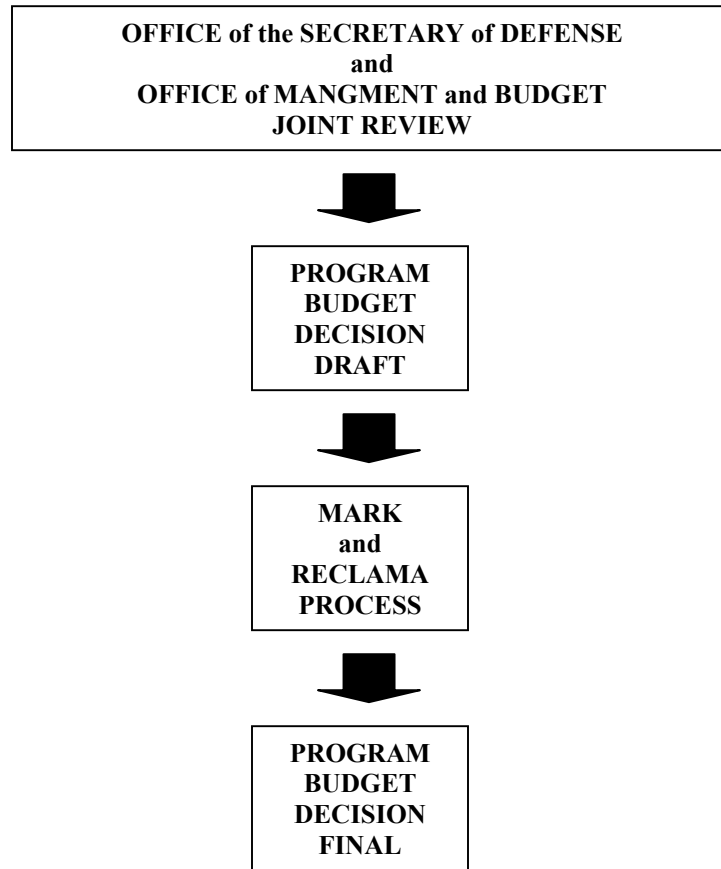 OFFICE of the SECRETARY of DEFENSE
and
OFFICE of MANGMENT and BUDGET
JOINT REVIEW
PROGRAM
BUDGET
DECISION
DRAFT
MARK
and
RECLAMA
PROCESS
PROGRAM
BUDGET
DECISION
FINAL